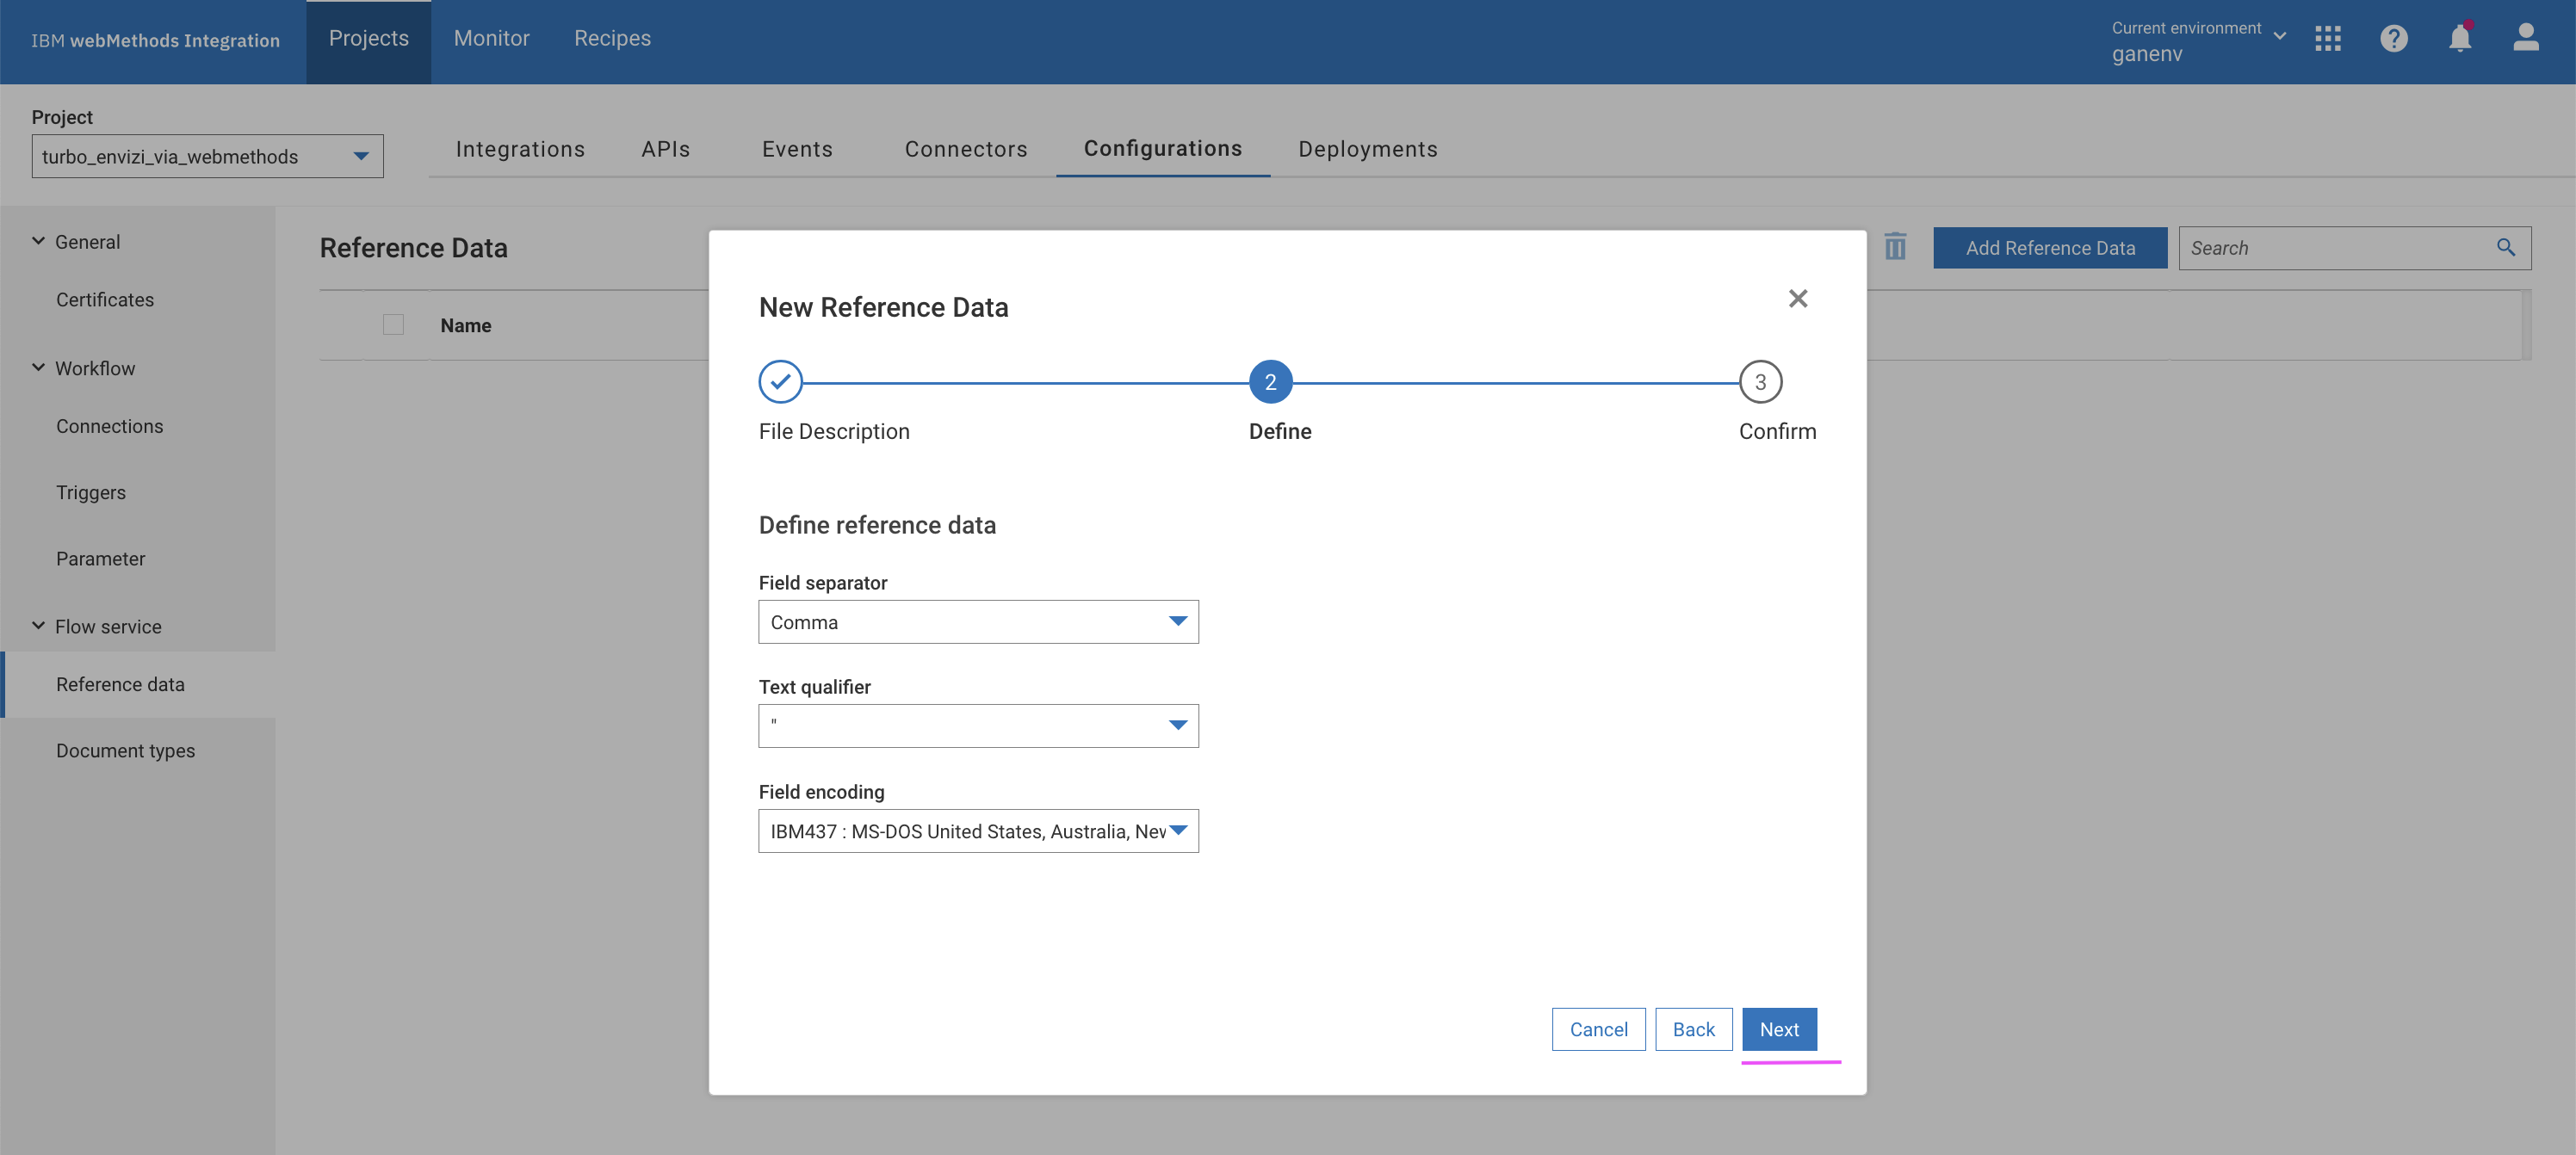 IBM webMethods Integration
Projects
Monitor
Recipes
Current environment
ganenv
Project
turbo_envizi_via_webmethods
Integrations
APIs
Events
Connectors
Configurations
Deployments
General
Certificates
Workflow
Connections
Triggers
Parameter
Flow service
Reference data
Document types
Reference Data
Add Reference Data
Search
Name
New Reference Data
2
3
File Description
Define
Confirm
Define reference data
Field separator
Comma
Text qualifier
"
Field encoding
IBM437 : MS-DOS United States, Australia, Nev
Cancel
Back
Next